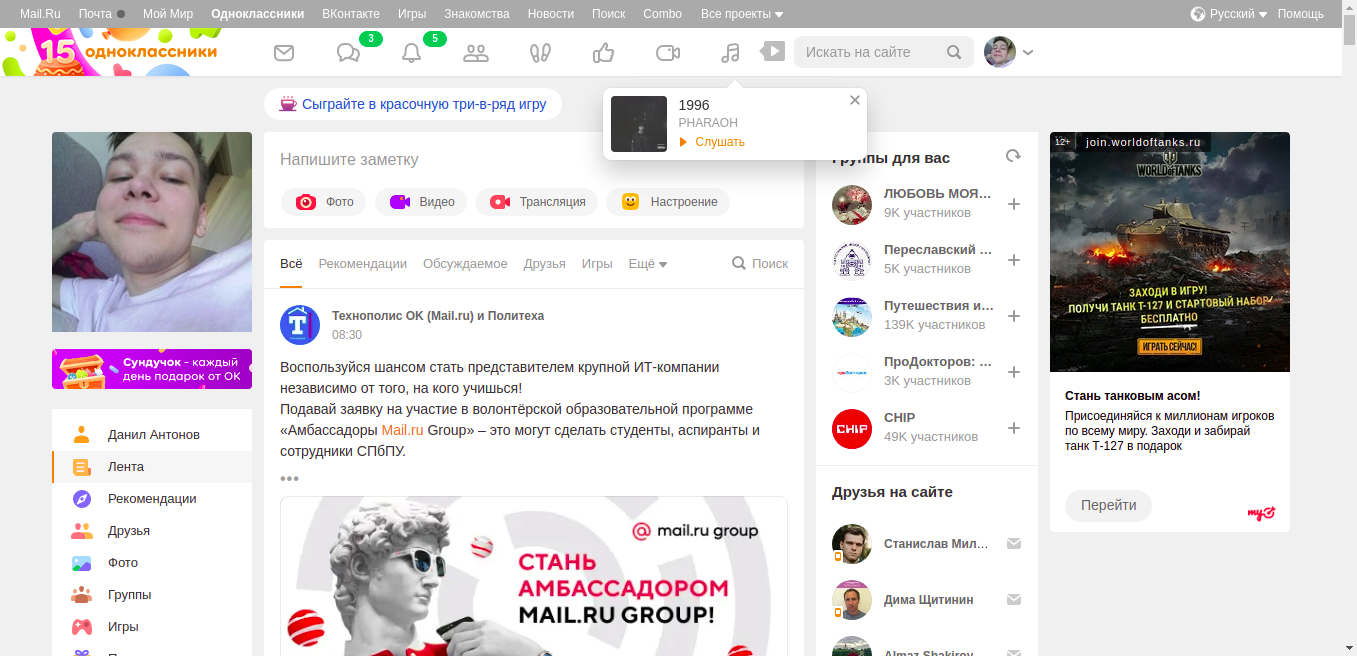 Mail.Ru Почта Мой Мир Одноклассники ВКонтакте Игры Знакомства Новости Поиск Combo Все проекты Русский Помощь
15 одноклассники
3
5
Искать на сайте
Сыграйте в красочную три-в-ряд игру
1996
PHARAOH
Слушать
Напишите заметку
Фото Видео Трансляция Настроение
Всё Рекомендации Обсуждаемое Друзья Игры Ещё Поиск
Технополис OK (Mail.ru) и Политеха
08:30
Воспользуйся шансом стать представителем крупной ИТ-компании
независимо от того, на кого учишься!
Подавай заявку на участие в волонтёрской образовательной программе
«Амбассадоры Mail.ru Group» – это могут сделать студенты, аспиранты и
сотрудники СПбПУ.
•••
@ mail.ru group
СТАНЬ
АМБАССАДОРОМ
MAIL.RU GROUP!
Сундучок - каждый
день подарок от ОК
Данил Антонов
Лента
Рекомендации
Друзья
Фото
Группы
Игры
Группы для вас
ЛЮБОВЬ МОЯ…
9K участников
Переславский …
5K участников
Путешествия и…
139K участников
ПроДокторов: …
3K участников
CHIP
CHIP
49K участников
Друзья на сайте
Станислав Мил…
Дима Щитинин
Almaz Shakirov
12+ join.worldoftanks.ru
WORLD OF TANKS
ЗАХОДИ В ИГРУ!
ПОЛУЧИ ТАНК Т-127 И СТАРТОВЫЙ НАБОР
БЕСПЛАТНО
ИГРАТЬ СЕЙЧАС!
Стань танковым асом!
Присоединяйся к миллионам игроков
по всему миру. Заходи и забирай
танк Т-127 в подарок
Перейти